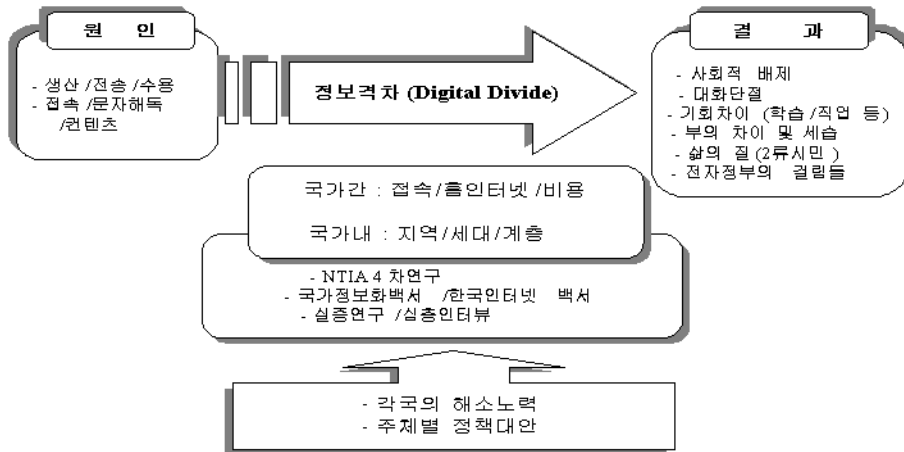 원 인
- 생산 /전송 /수용
- 접속 /문자해독
/컨텐츠
정보격차 (Digital Divide)
결 과
- 사회적 배제
- 대화단절
- 기회차이 (학습 /직업 등)
- 부의 차이 및 세습
- 삶의 질 (2류시민 )
- 전자정부의 걸림돌
국가간 : 접속/홈인터넷 /비용
국가내 : 지역/세대/계층
- NTIA 4 차연구
- 국가정보화백서 /한국인터넷 백서
- 실증연구 /심층인터뷰
- 각국의 해소노력
- 주체별 정책대안